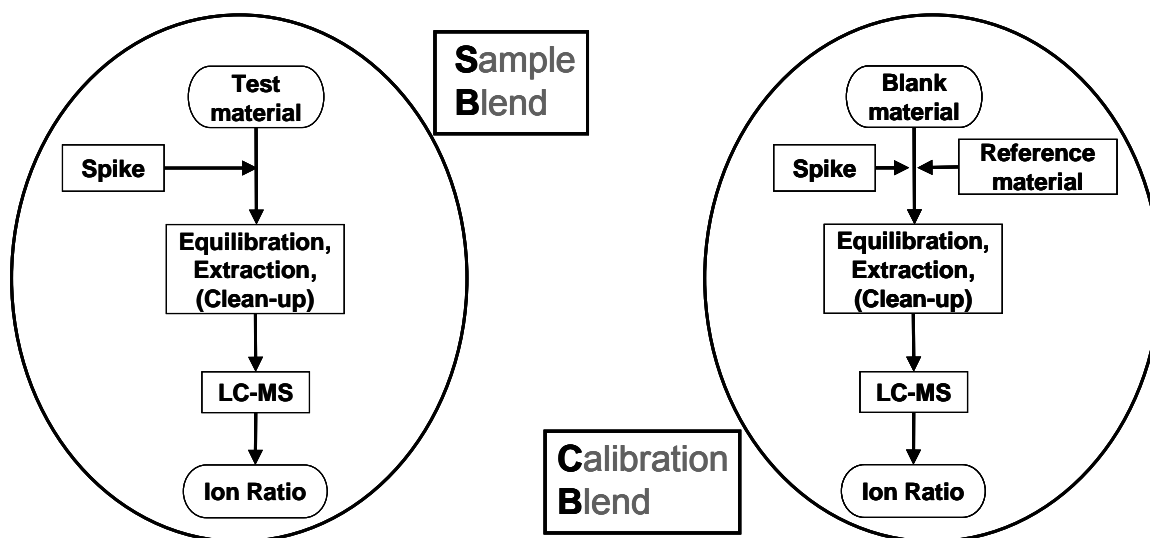 Sample
Blend
Test
material
Spike
Equilibration,
Extraction,
(Clean-up)
LC-MS
Ion Ratio
Blank
material
Spike
Reference
material
Equilibration,
Extraction,
(Clean-up)
LC-MS
Ion Ratio
Calibration
Blend